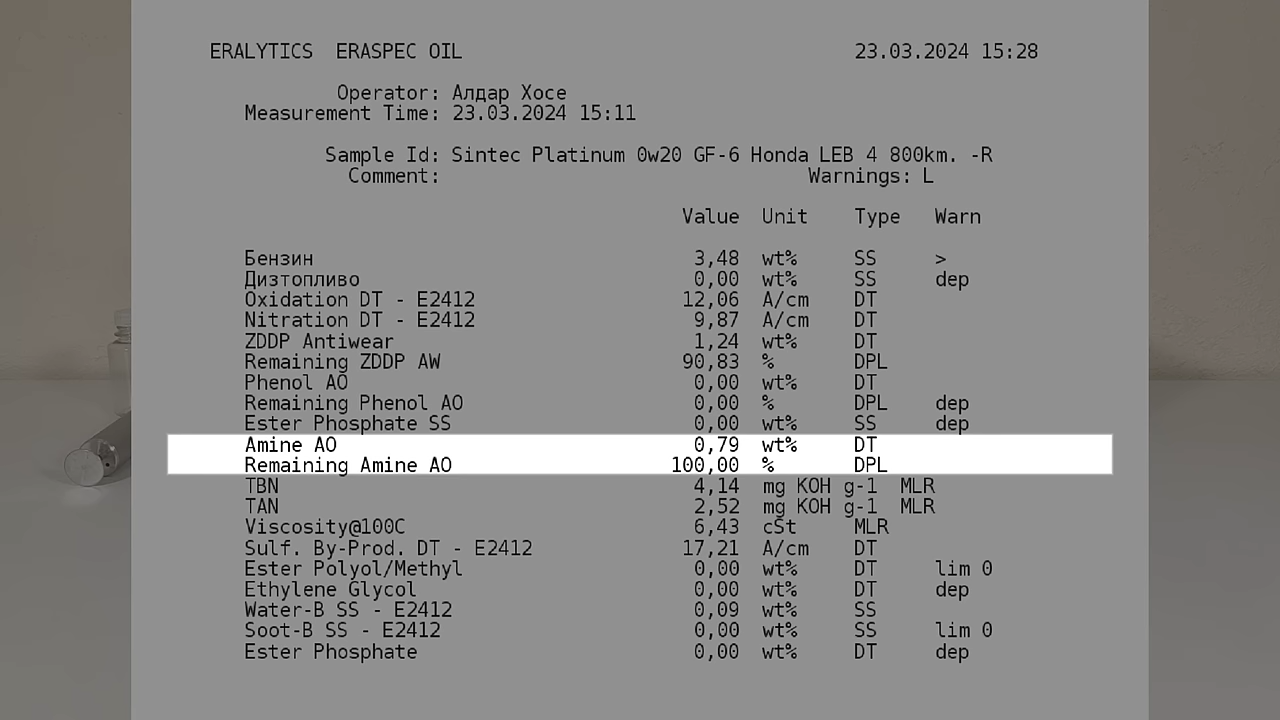 ERALYTICS ERASPEC OIL 23.03.2024 15:28
Operator: Алдар Хосе
Measurement Time: 23.03.2024 15:11
Sample Id: Sintec Platinum 0w20 GF-6 Honda LEB 4 800km. -R
Comment: Warnings: L
Value Unit Type Warn
Бензин 3,48 wt% SS >
Дизтопливо 0,00 wt% SS dep
Oxidation DT - E2412 12,06 A/cm DT
Nitration DT - E2412 9,87 A/cm DT
ZDDP Antiwear 1,24 wt% DT
Remaining ZDDP AW 90,83 % DPL
Phenol AO 0,00 wt% DT
Remaining Phenol AO 0,00 % DPL dep
Ester Phosphate SS 0,00 wt% SS dep
Amine AO 0,79 wt% DT
Remaining Amine AO 100,00 % DPL
TBN 4,14 mg KOH g-1 MLR
TAN 2,52 mg KOH g-1 MLR
Viscosity@100C 6,43 cSt MLR
Sulf. By-Prod. DT - E2412 17,21 A/cm DT
Ester Polyol/Methyl 0,00 wt% DT lim 0
Ethylene Glycol 0,00 wt% DT dep
Water-B SS - E2412 0,09 wt% SS
Soot-B SS - E2412 0,00 wt% SS lim 0
Ester Phosphate 0,00 wt% DT dep